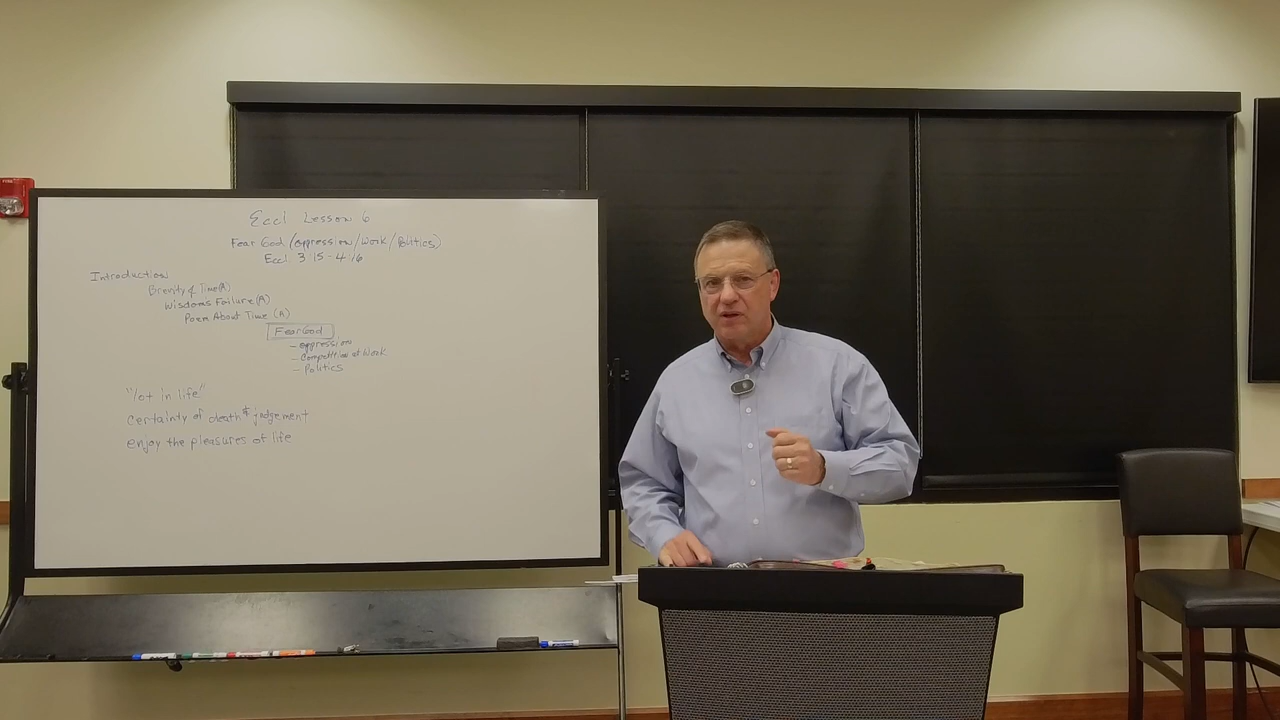 Eccl Lesson 6
Fear God (oppression/work/Politics)
Eccl 3:15-4:16
Introduction
Brevity of Time (A)
Wisdoms Failure (A)
Poem About Time (A)
Fear God
- oppression
- Competition at Work
- Politics
"lot in life"
certainty of death & judgement
enjoy the pleasures of life